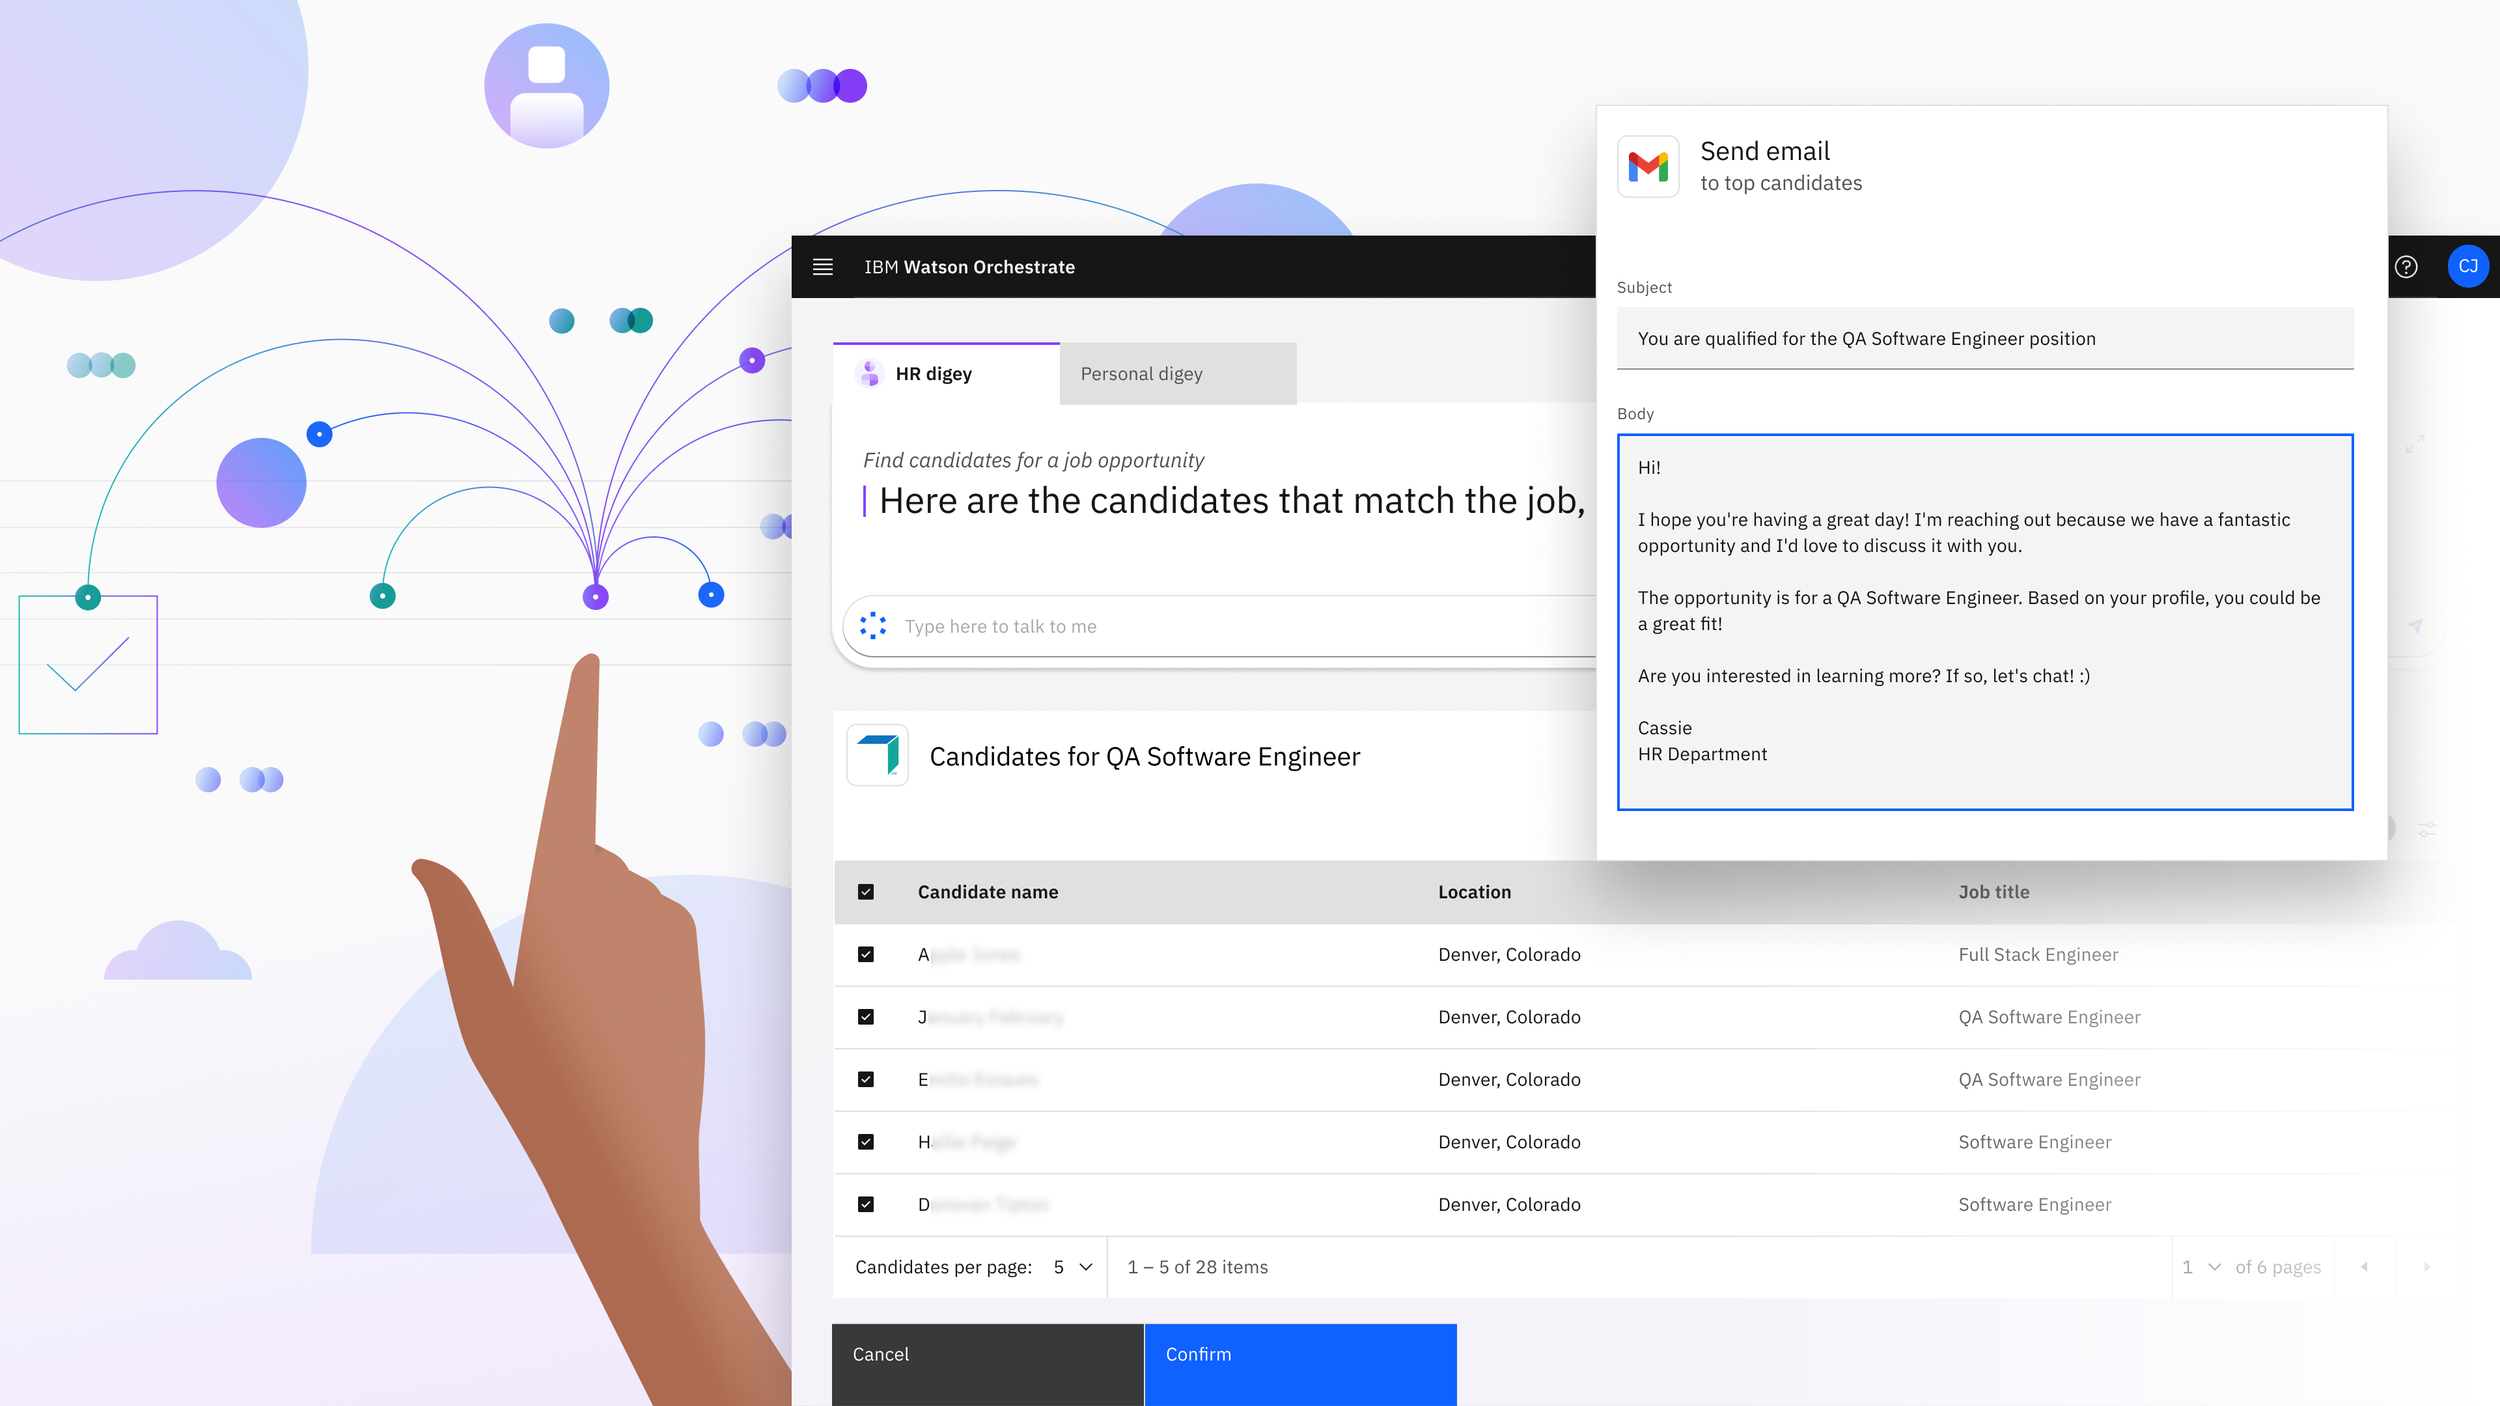 IBM Watson Orchestrate
CJ
HR digey
Personal digey
Find candidates for a job opportunity
Here are the candidates that match the job,
Type here to talk to me
Send email
to top candidates
Subject
You are qualified for the QA Software Engineer position
Body
Hi!
I hope you're having a great day! I'm reaching out because we have a fantastic
opportunity and I'd love to discuss it with you.
The opportunity is for a QA Software Engineer. Based on your profile, you could be
a great fit!
Are you interested in learning more? If so, let's chat! :)
Cassie
HR Department
Candidates for QA Software Engineer
Candidate name Location Job title
Denver, Colorado Full Stack Engineer
Denver, Colorado QA Software Engineer
Denver, Colorado QA Software Engineer
Denver, Colorado Software Engineer
Denver, Colorado Software Engineer
Candidates per page: 5 1 – 5 of 28 items 1 of 6 pages
Cancel Confirm